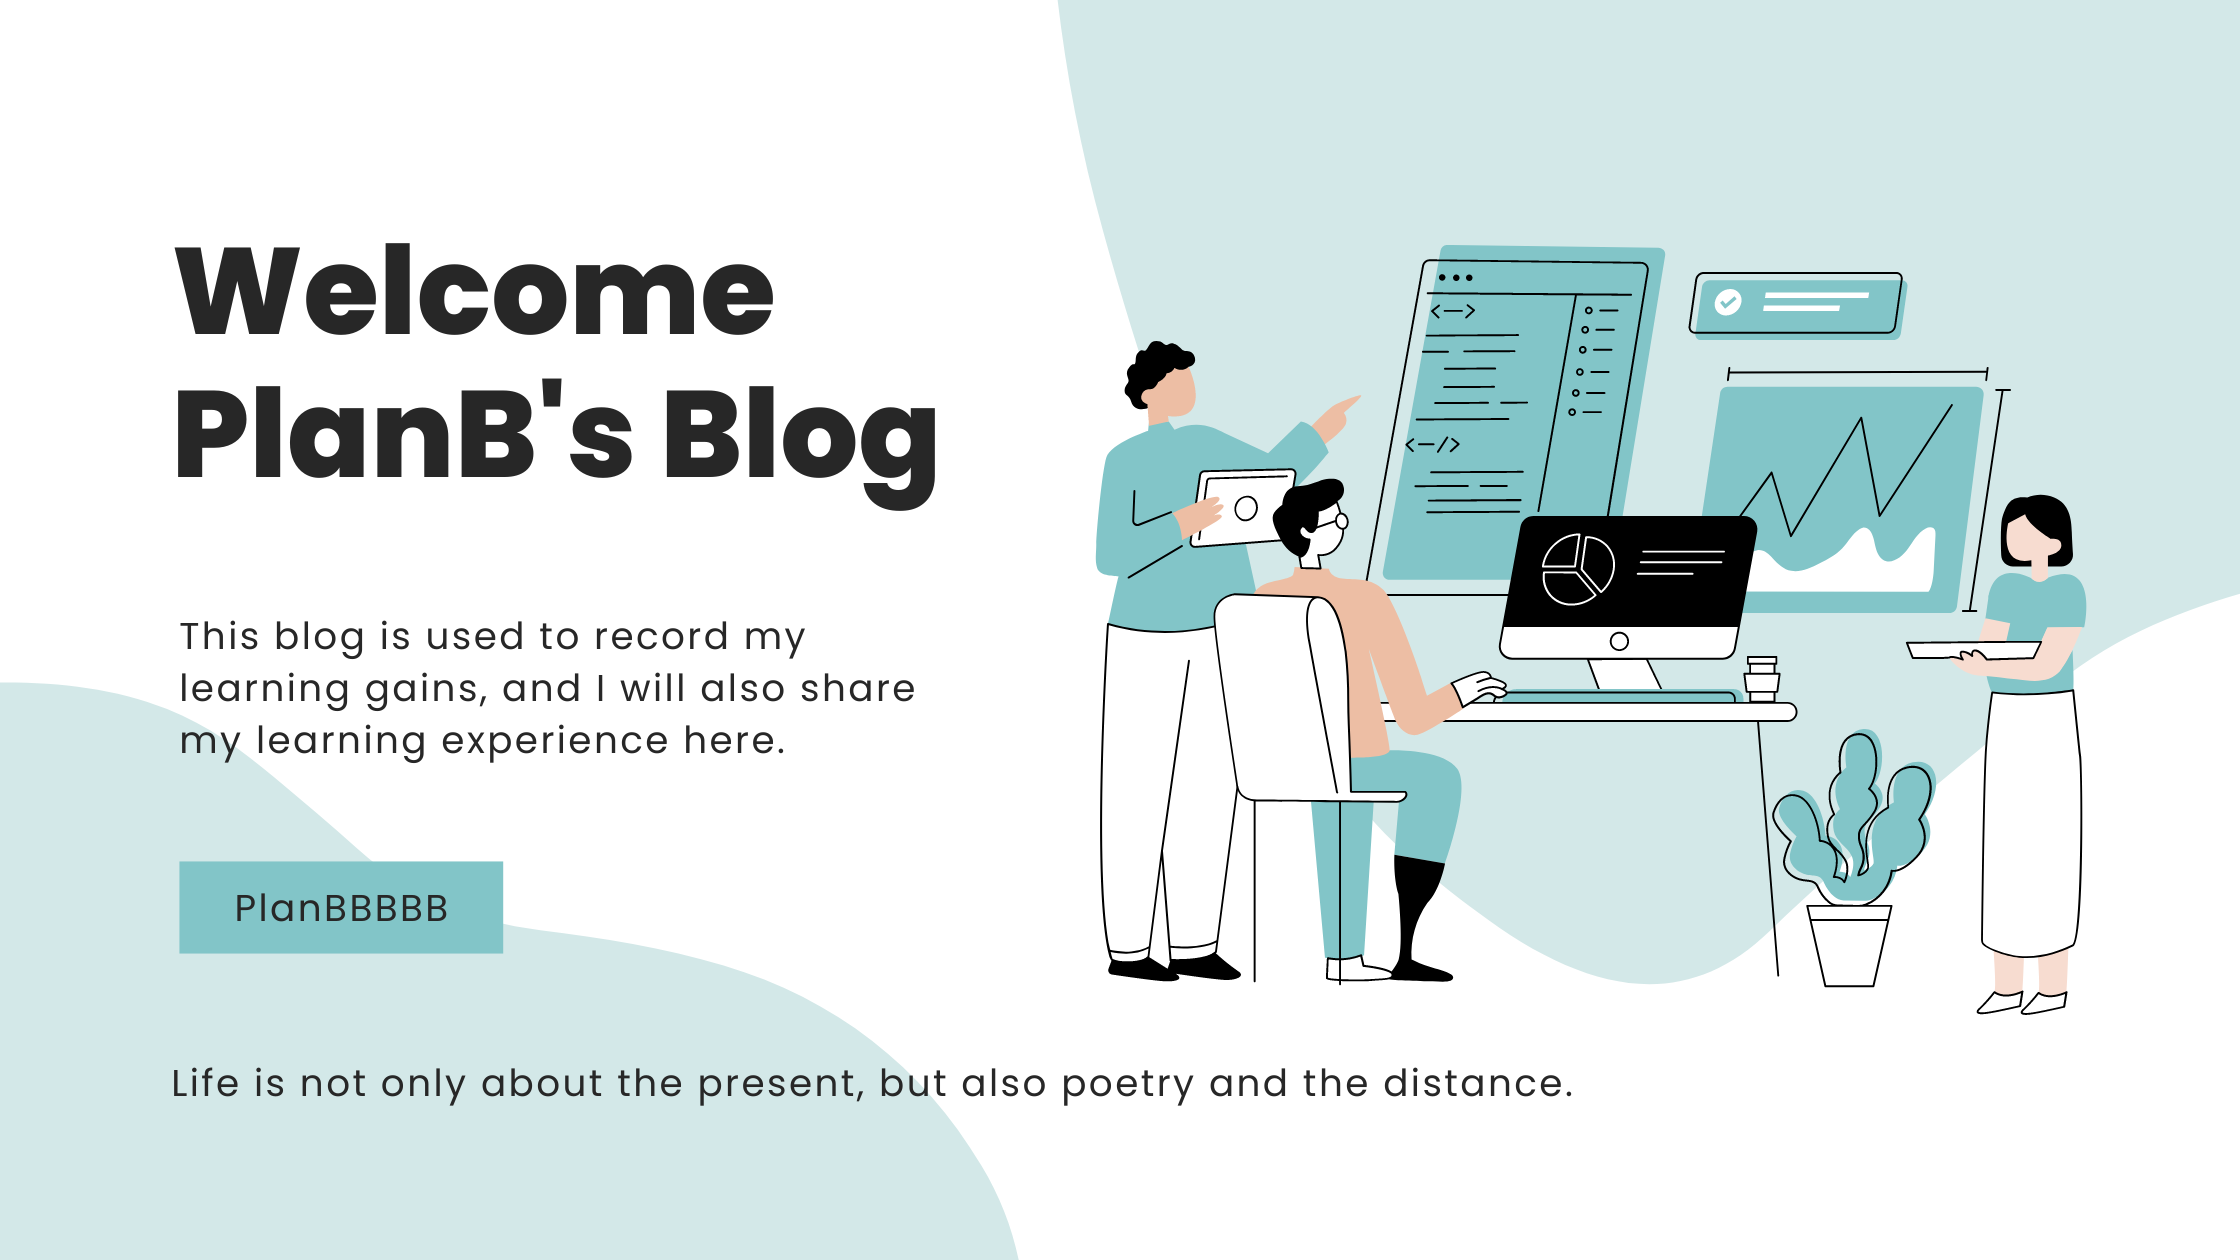 Welcome
PlanB's Blog
This blog is used to record my
learning gains, and I will also share
my learning experience here.
PlanBBBBB
Life is not only about the present, but also poetry and the distance.